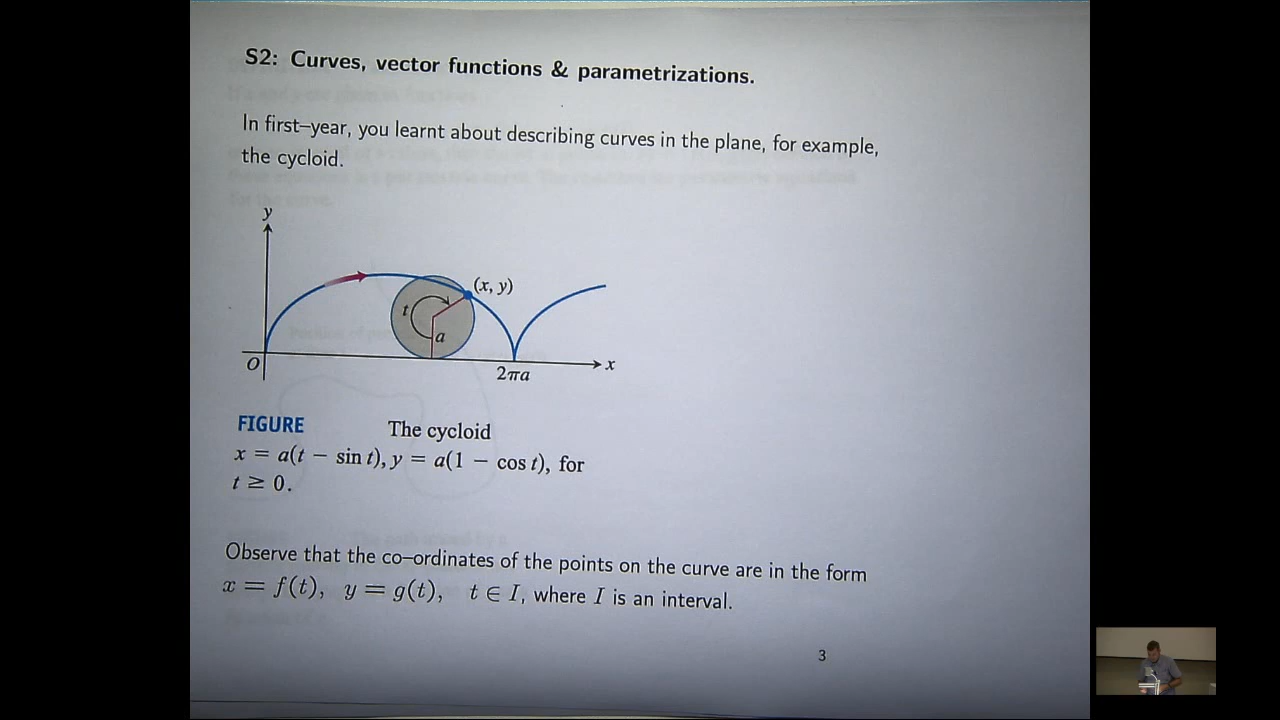 S2: Curves, vector functions & parametrizations.
In first–year, you learnt about describing curves in the plane, for example,
the cycloid.
y
(x, y)
t
a
O
2πa
x
FIGURE The cycloid
x = a(t − sin t), y = a(1 − cos t), for
t ≥ 0.
Observe that the co–ordinates of the points on the curve are in the form
x = f(t), y = g(t), t ∈ I, where I is an interval.
3